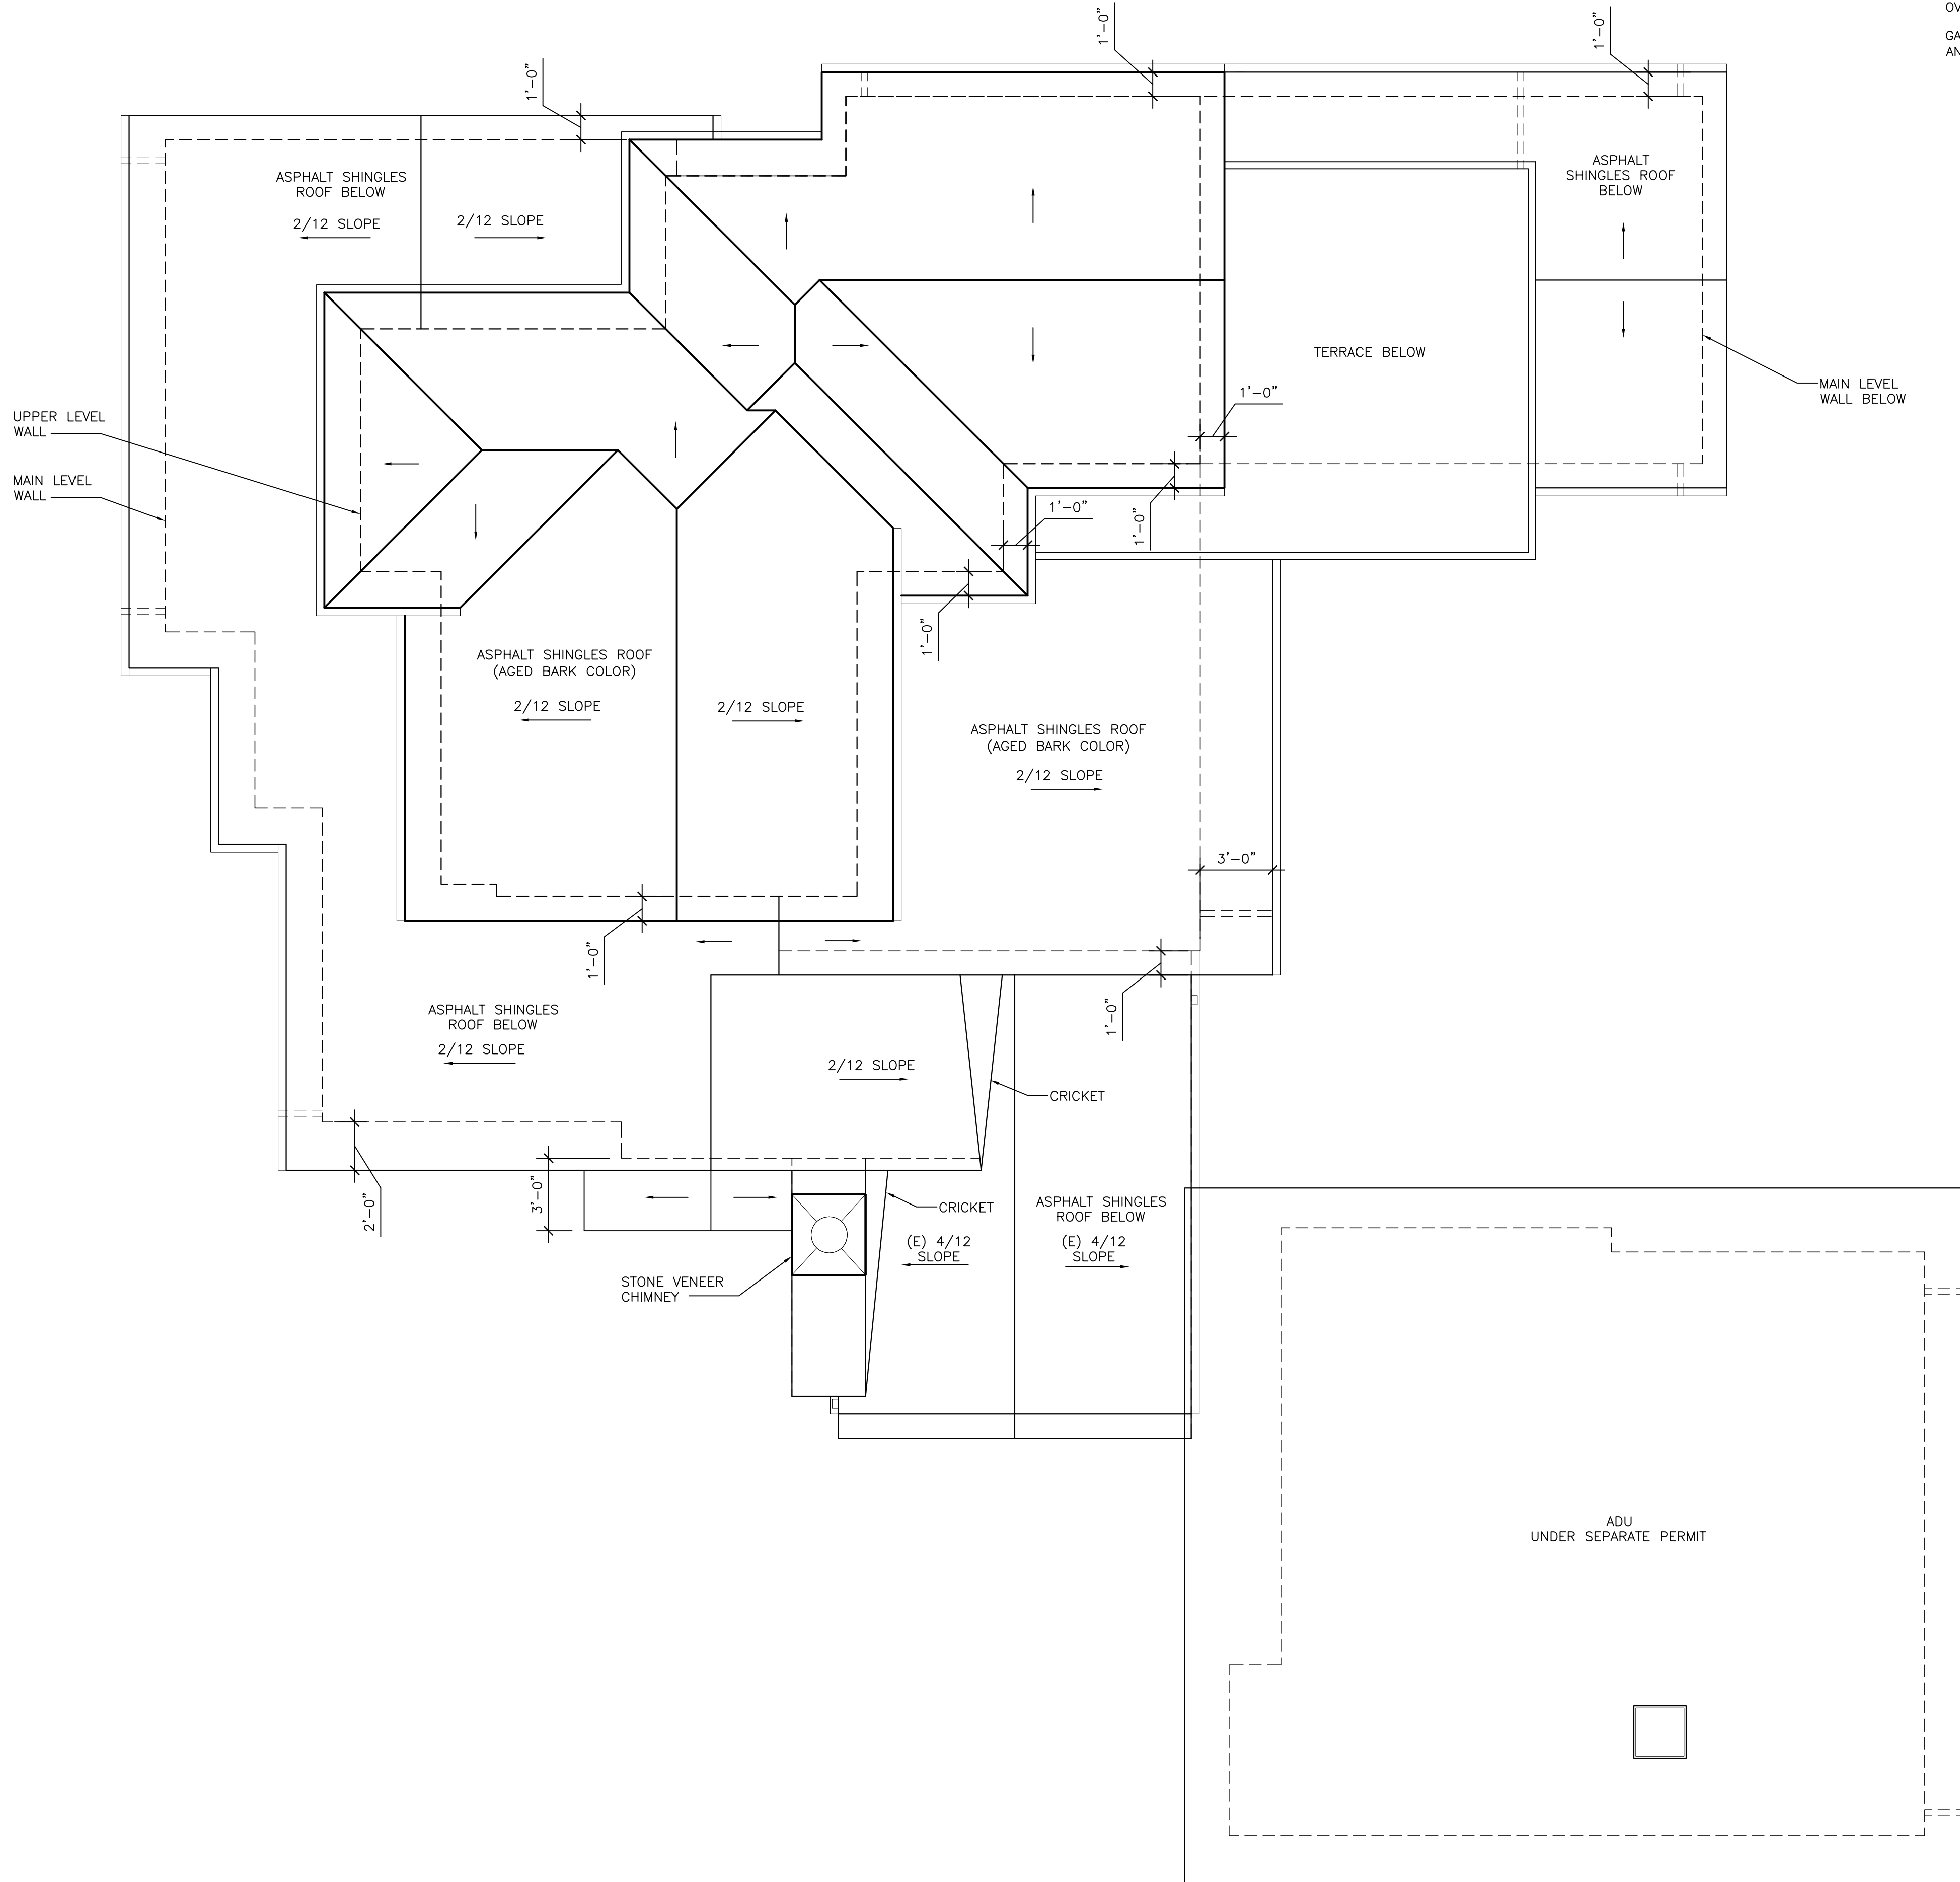 OV
GA
AN
1'-0"
1'-0"
1'-0"
ASPHALT SHINGLES
ROOF BELOW
2/12 SLOPE
2/12 SLOPE
ASPHALT
SHINGLES ROOF
BELOW
TERRACE BELOW
MAIN LEVEL
WALL BELOW
1'-0"
UPPER LEVEL
WALL
MAIN LEVEL
WALL
1'-0"
1'-0"
1'-0"
ASPHALT SHINGLES ROOF
(AGED BARK COLOR)
2/12 SLOPE
2/12 SLOPE
ASPHALT SHINGLES ROOF
(AGED BARK COLOR)
2/12 SLOPE
3'-0"
1'-0"
1'-0"
ASPHALT SHINGLES
ROOF BELOW
2/12 SLOPE
2/12 SLOPE
CRICKET
2'-0"
3'-0"
CRICKET
ASPHALT SHINGLES
ROOF BELOW
(E) 4/12
SLOPE
(E) 4/12
SLOPE
STONE VENEER
CHIMNEY
ADU
UNDER SEPARATE PERMIT